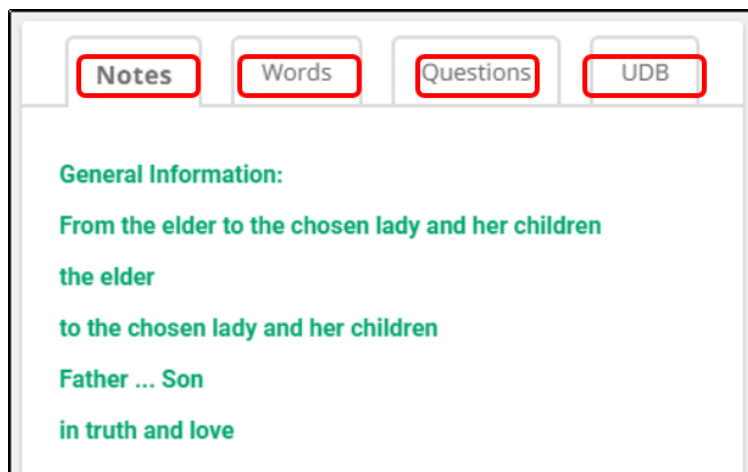 Notes Words Questions UDB
General Information:
From the elder to the chosen lady and her children
the elder
to the chosen lady and her children
Father ... Son
in truth and love